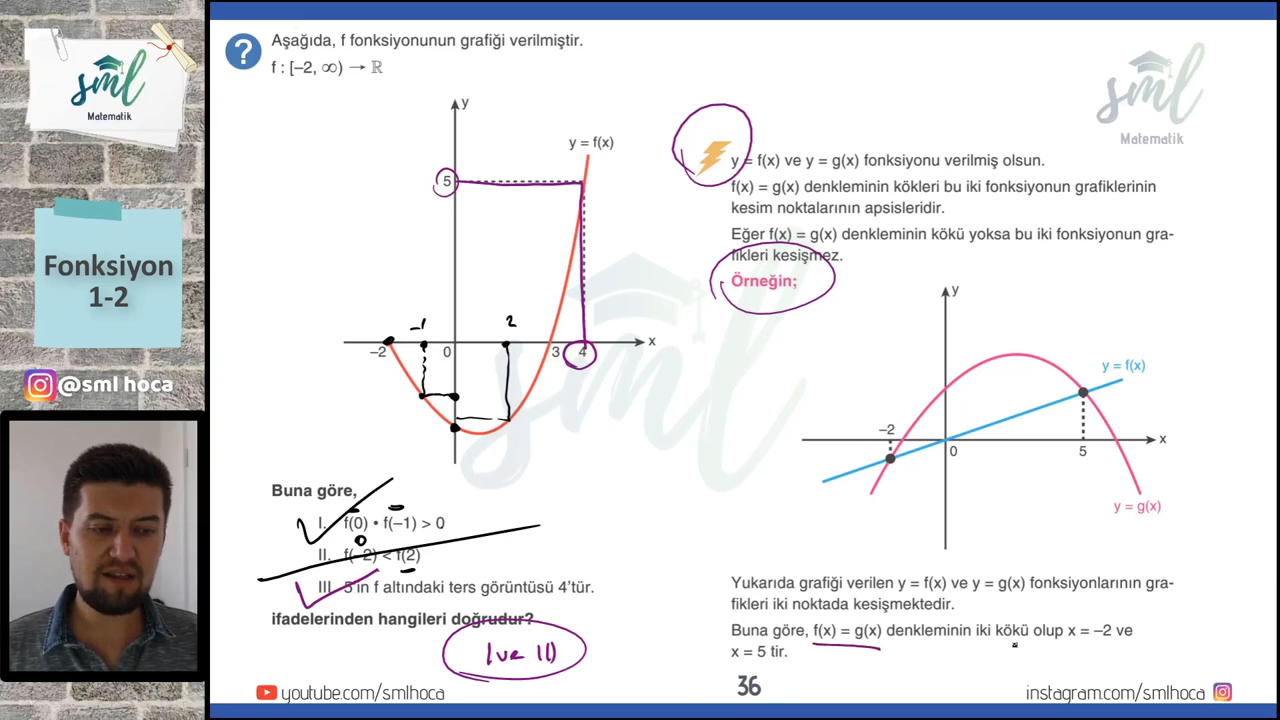 sml
Matematik
Fonksiyon
1-2
@sml hoca
? Aşağıda, f fonksiyonunun grafiği verilmiştir.
f : [–2, ∞) → ℝ
y
y = f(x)
5
–1
2
–2
0
3
4
x
Buna göre,
I. f(0) • f(–1) > 0
0
II. f(–2) < f(2)
III. 5'in f altındaki ters görüntüsü 4'tür.
ifadelerinden hangileri doğrudur?
I ve III
youtube.com/smlhoca
sml
Matematik
y = f(x) ve y = g(x) fonksiyonu verilmiş olsun.
f(x) = g(x) denkleminin kökleri bu iki fonksiyonun grafiklerinin
kesim noktalarının apsisleridir.
Eğer f(x) = g(x) denkleminin kökü yoksa bu iki fonksiyonun gra-
fikleri kesişmez.
Örneğin;
y
y = f(x)
–2
0
5
x
y = g(x)
Yukarıda grafiği verilen y = f(x) ve y = g(x) fonksiyonlarının gra-
fikleri iki noktada kesişmektedir.
Buna göre, f(x) = g(x) denkleminin iki kökü olup x = –2 ve
x = 5 tir.
36
instagram.com/smlhoca